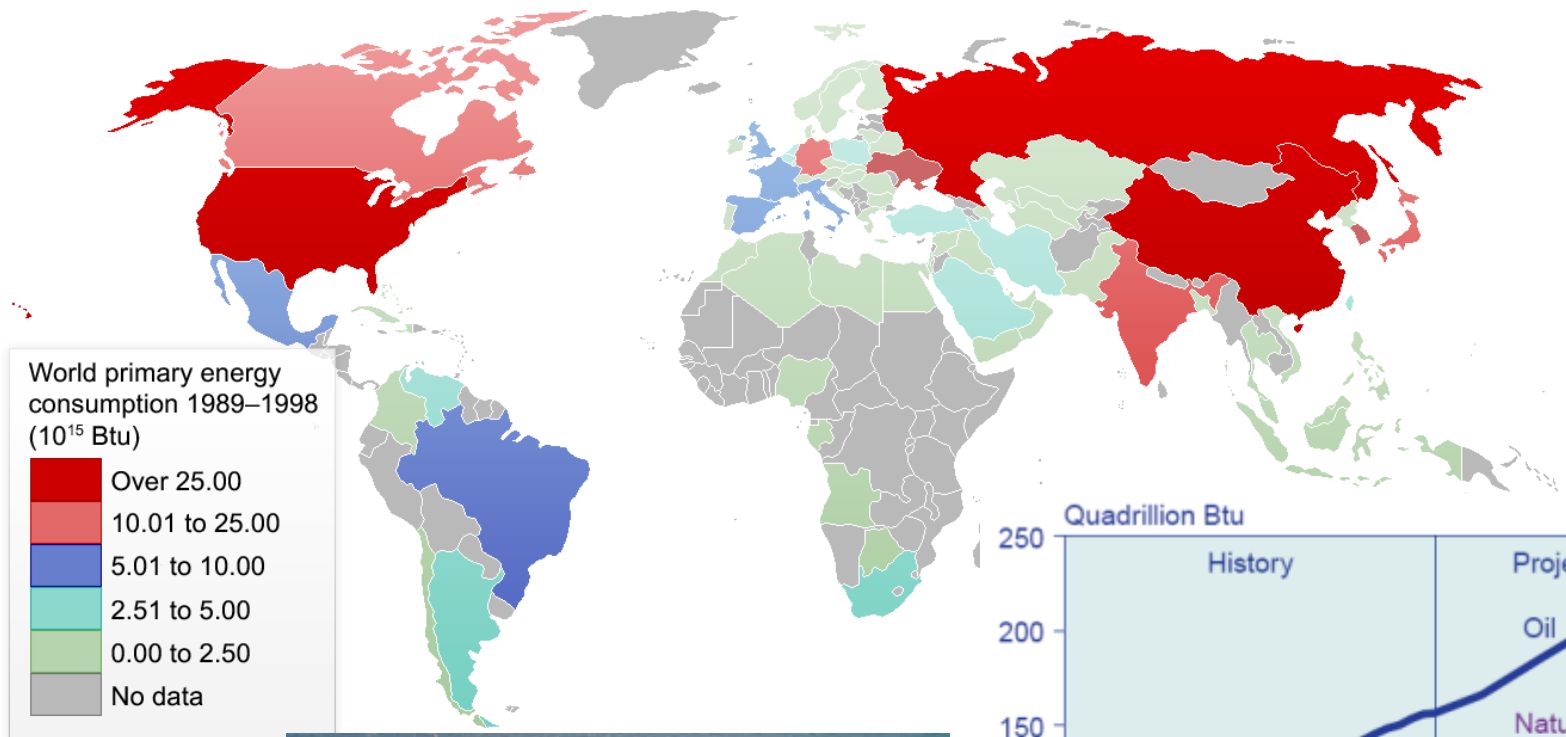 World primary energy
consumption 1989–1998
(10¹⁵ Btu)
Over 25.00
10.01 to 25.00
5.01 to 10.00
2.51 to 5.00
0.00 to 2.50
No data
Quadrillion Btu
250
History
Proje
200
Oil
Natu
150